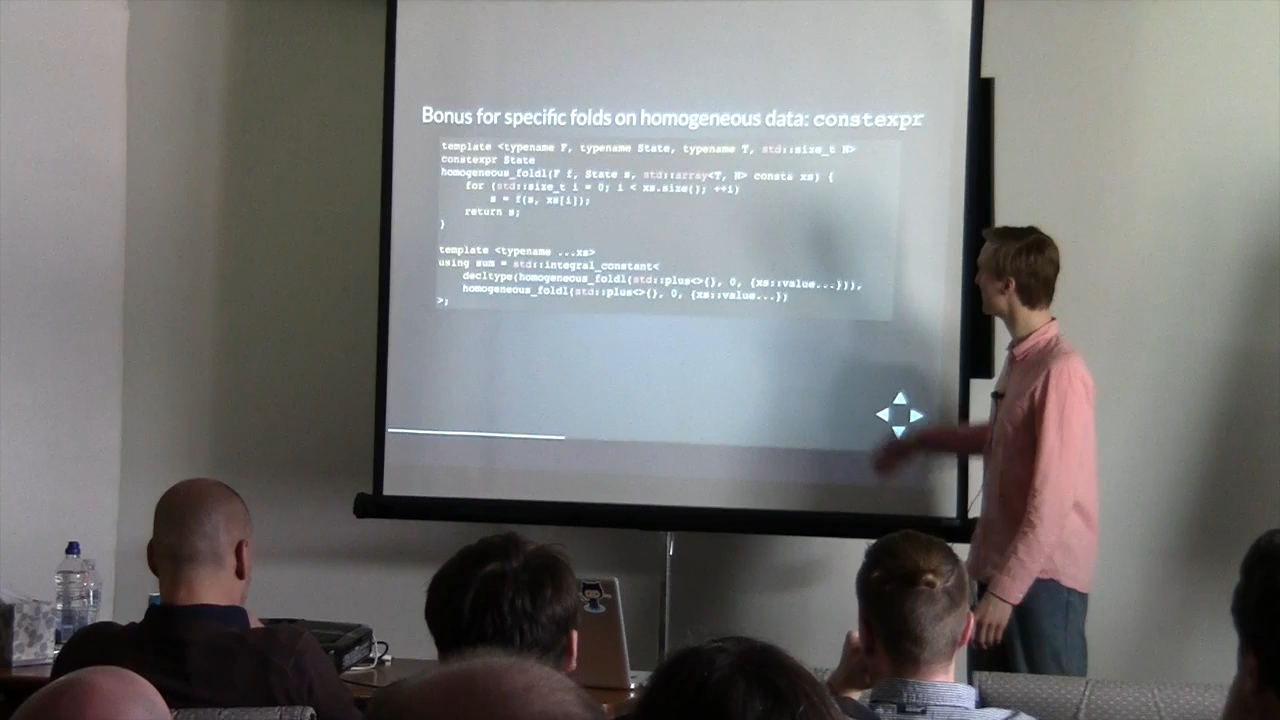 Bonus for specific folds on homogeneous data: constexpr
template <typename F, typename State, typename T, std::size_t N>
constexpr State
homogeneous_foldl(F f, State s, std::array<T, N> const& xs) {
for (std::size_t i = 0; i < xs.size(); ++i)
s = f(s, xs[i]);
return s;
}
template <typename ...xs>
using sum = std::integral_constant<
decltype(homogeneous_foldl(std::plus<>{}, 0, {xs::value...})),
homogeneous_foldl(std::plus<>{}, 0, {xs::value...})
>;